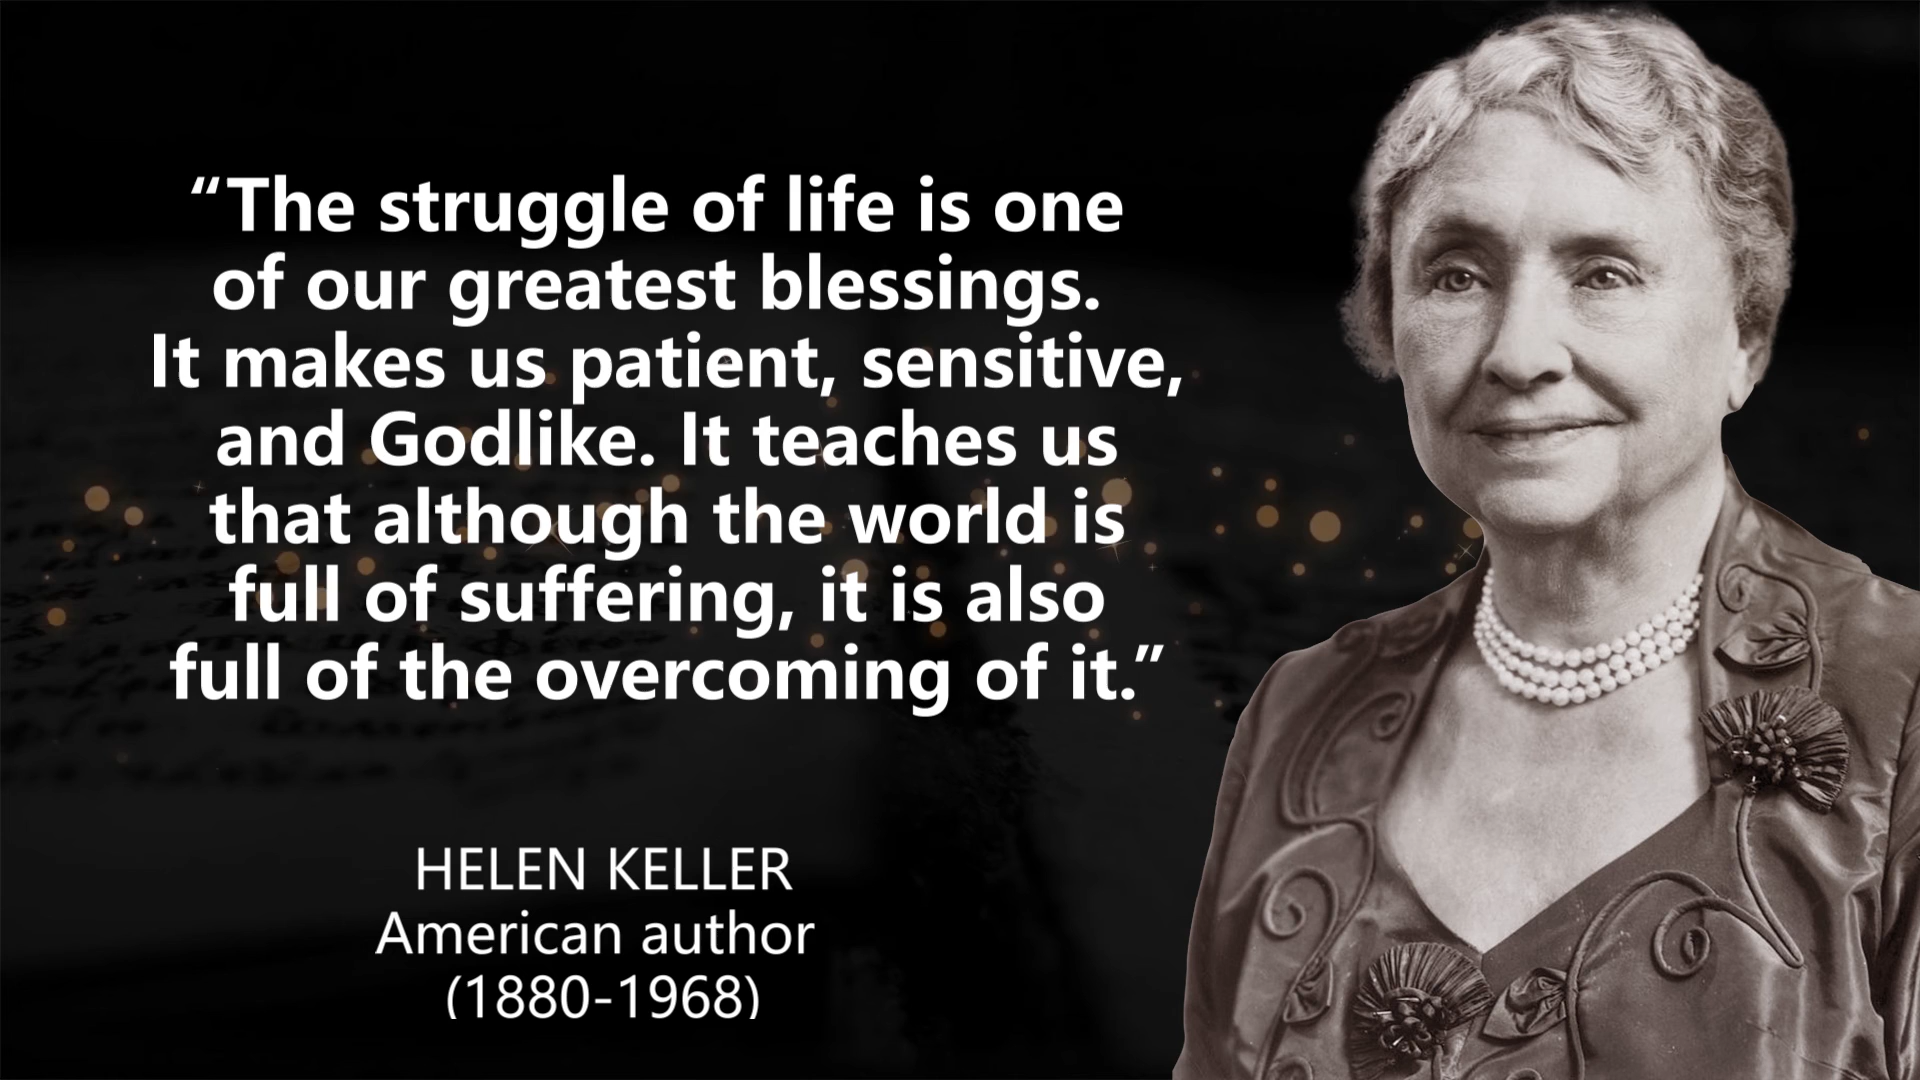 “The struggle of life is one
of our greatest blessings.
It makes us patient, sensitive,
and Godlike. It teaches us
that although the world is
full of suffering, it is also
full of the overcoming of it.”
HELEN KELLER
American author
(1880-1968)